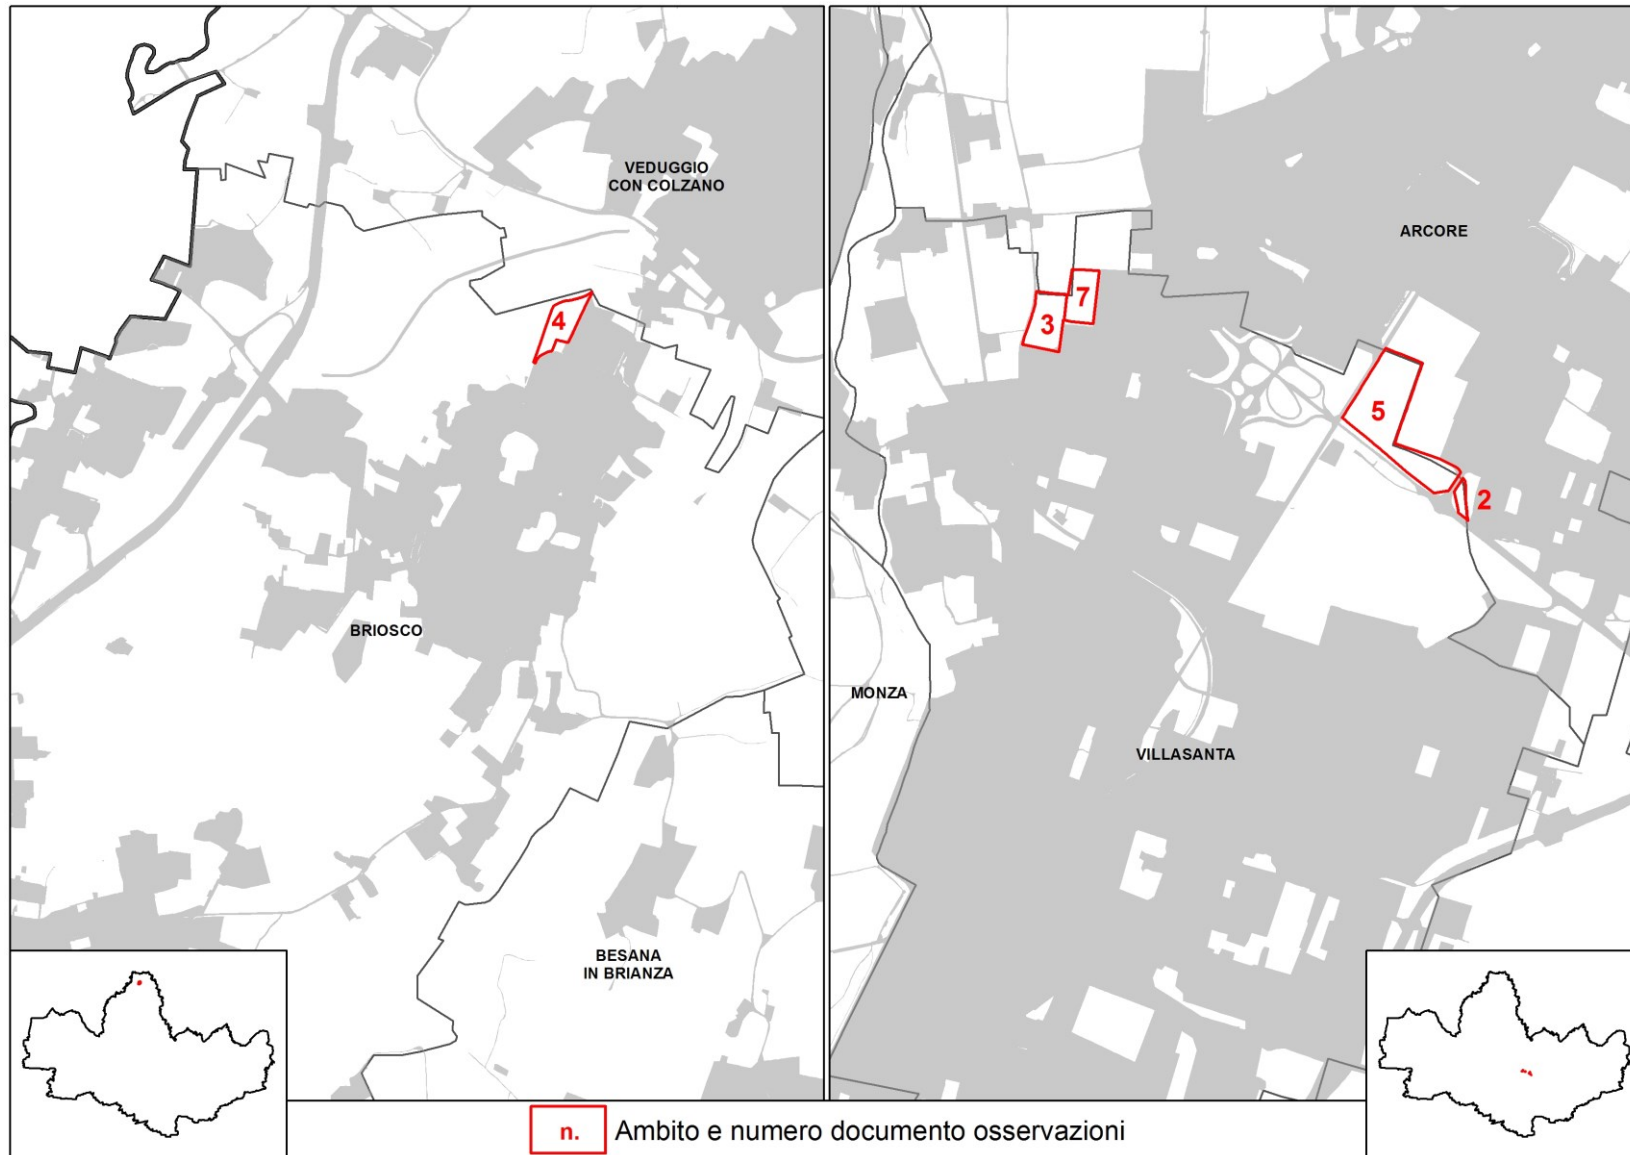 VEDUGGIO
CON COLZANO
4
BRIOSCO
BESANA
IN BRIANZA
ARCORE
7
3
5
2
MONZA
VILLASANTA
n. Ambito e numero documento osservazioni